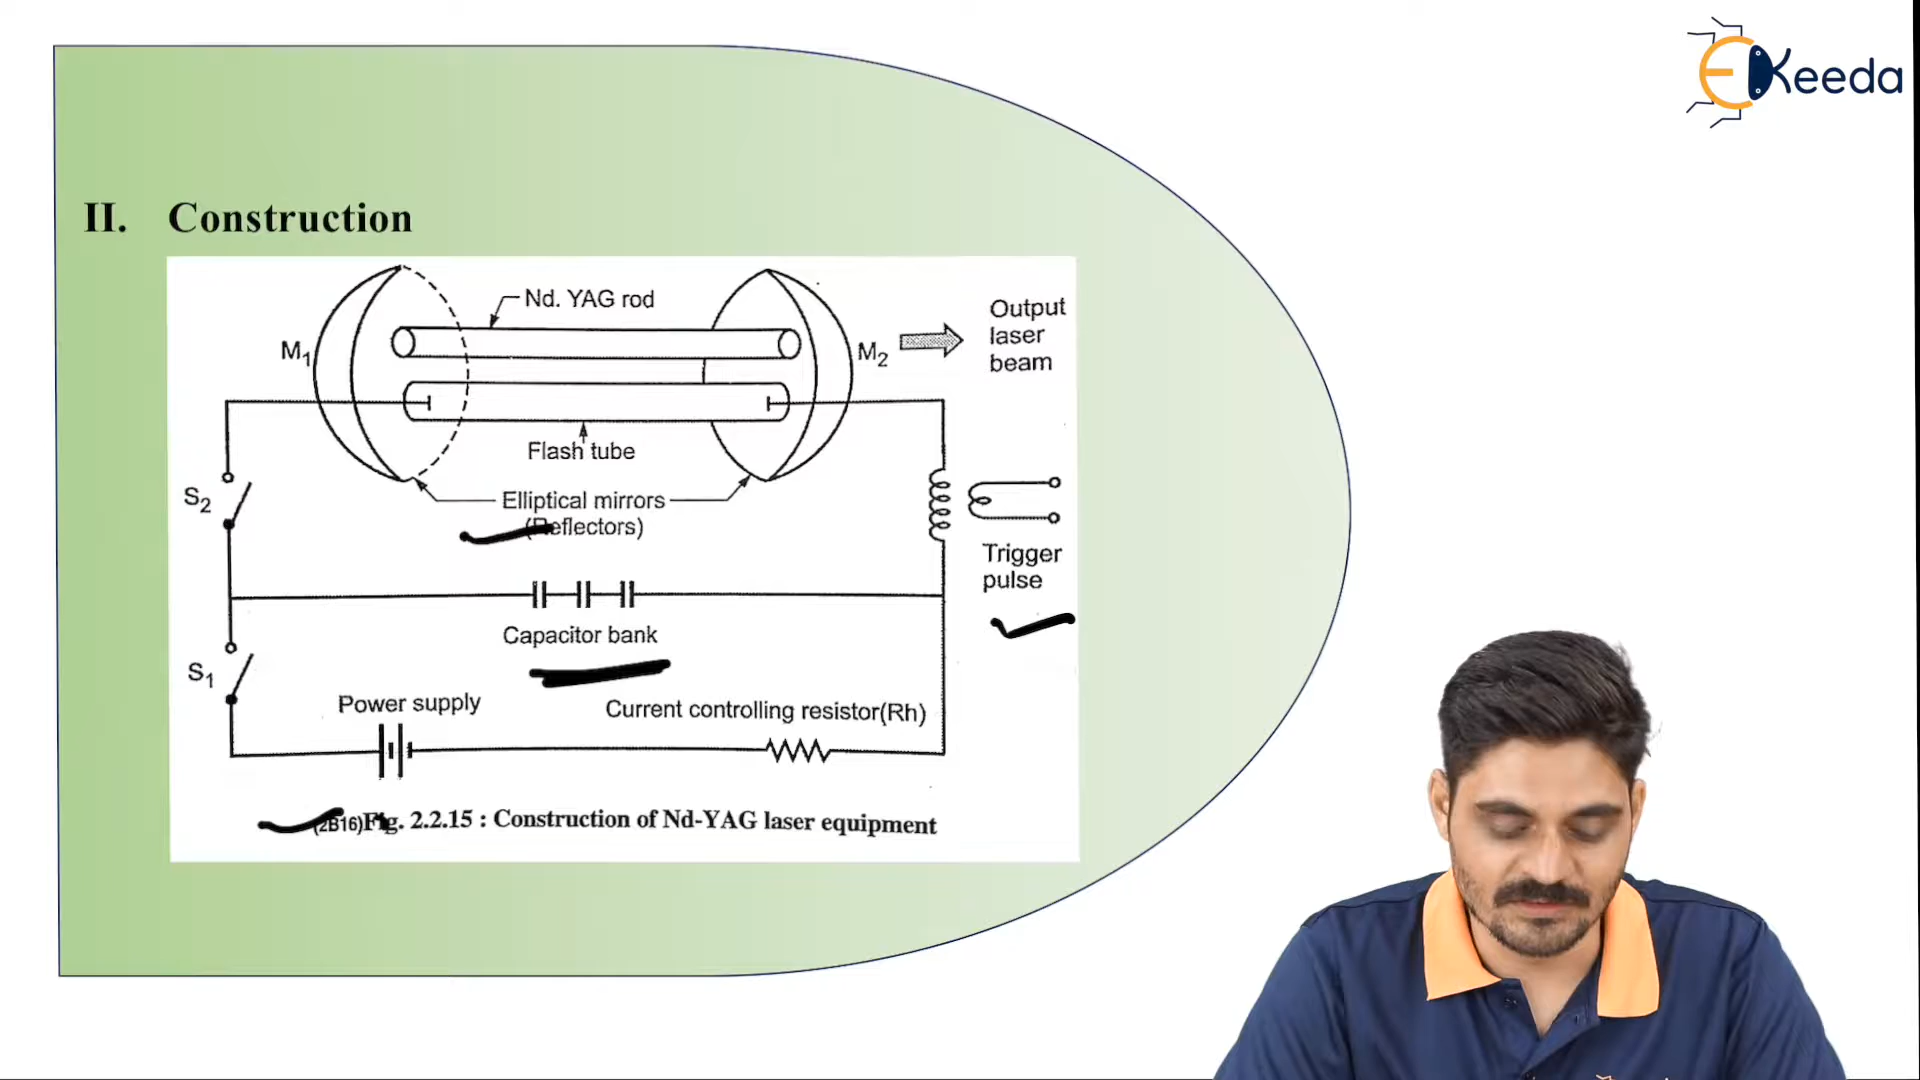 EKeeda
II. Construction
Nd. YAG rod
Output
laser
beam
M1
M2
Flash tube
S2
Elliptical mirrors
(Reflectors)
Trigger
pulse
Capacitor bank
S1
Power supply
Current controlling resistor(Rh)
(2B16)Fig. 2.2.15 : Construction of Nd-YAG laser equipment